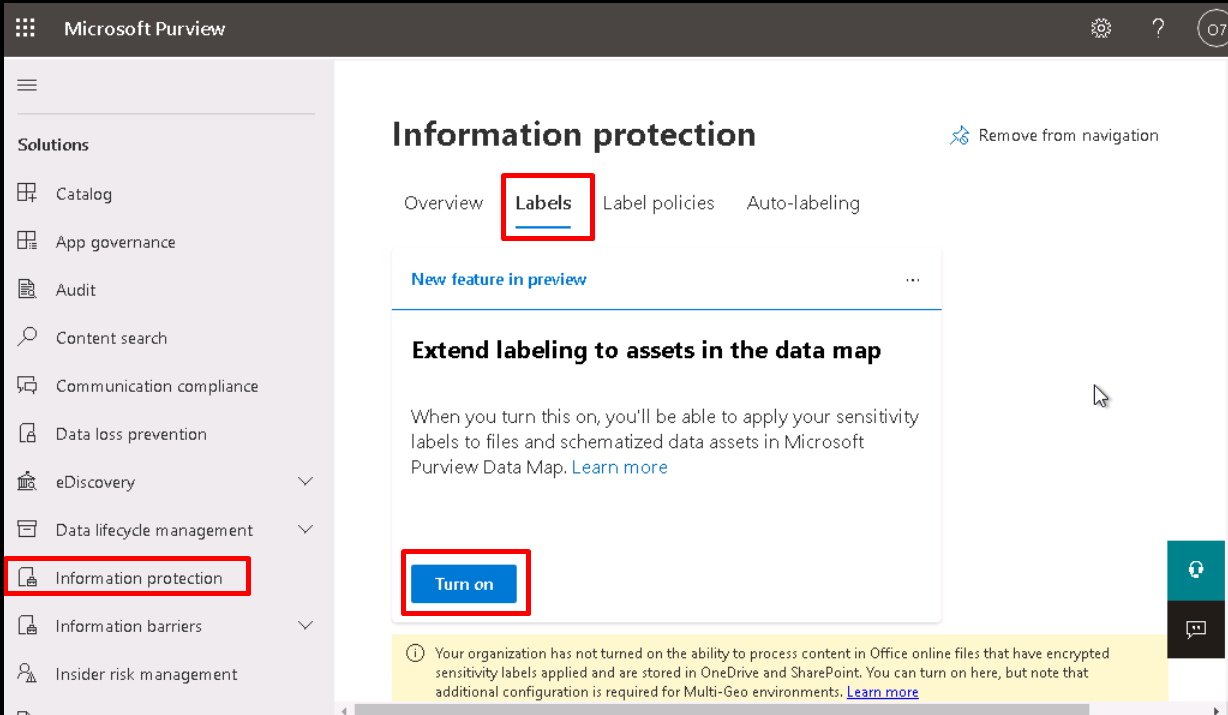 Microsoft Purview
?
O7
Solutions
Catalog
App governance
Audit
Content search
Communication compliance
Data loss prevention
eDiscovery
Data lifecycle management
Information protection
Information barriers
Insider risk management
Information protection
Remove from navigation
Overview Labels Label policies Auto-labeling
New feature in preview
...
Extend labeling to assets in the data map
When you turn this on, you'll be able to apply your sensitivity
labels to files and schematized data assets in Microsoft
Purview Data Map. Learn more
Turn on
Your organization has not turned on the ability to process content in Office online files that have encrypted
sensitivity labels applied and are stored in OneDrive and SharePoint. You can turn on here, but note that
additional configuration is required for Multi-Geo environments. Learn more